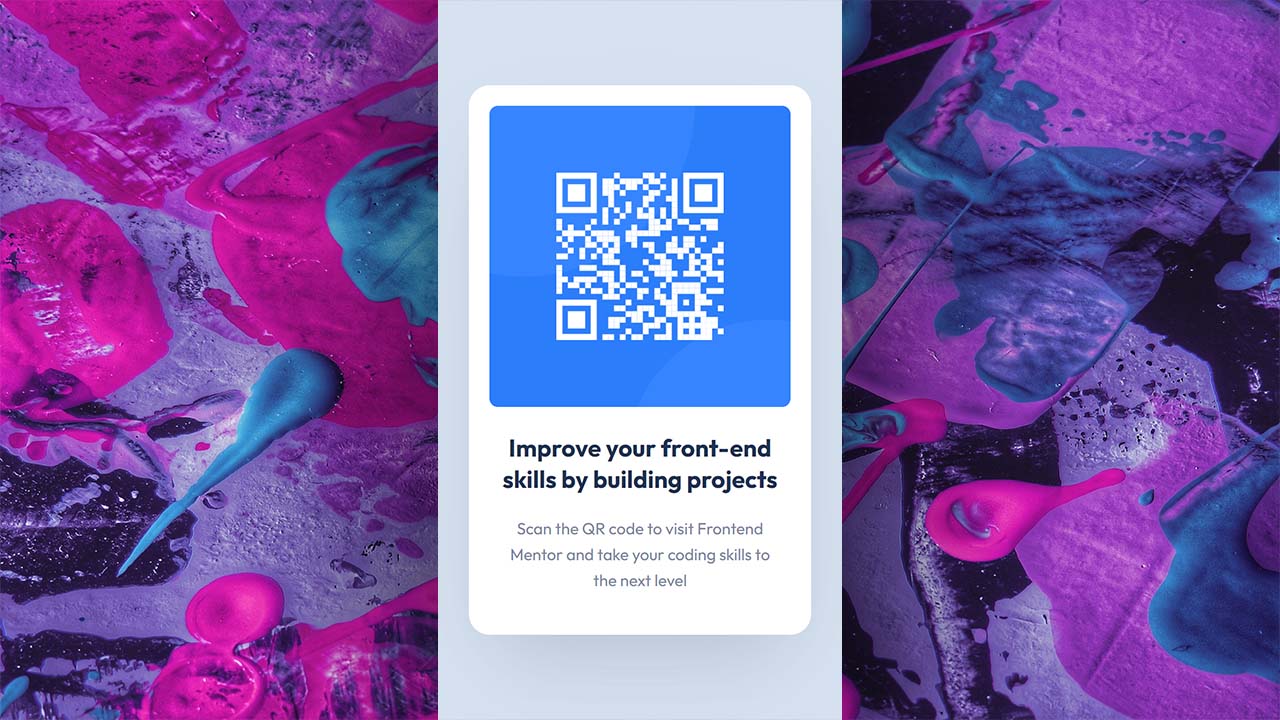 Improve your front-end
skills by building projects
Scan the QR code to visit Frontend
Mentor and take your coding skills to
the next level